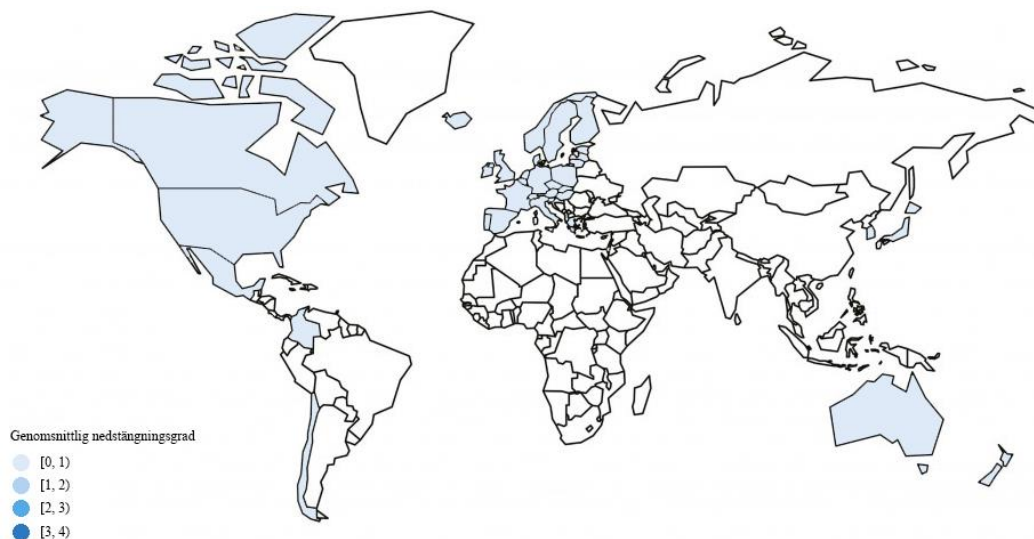 Genomsnittlig nedstängningsgrad
[0, 1)
[1, 2)
[2, 3)
[3, 4)